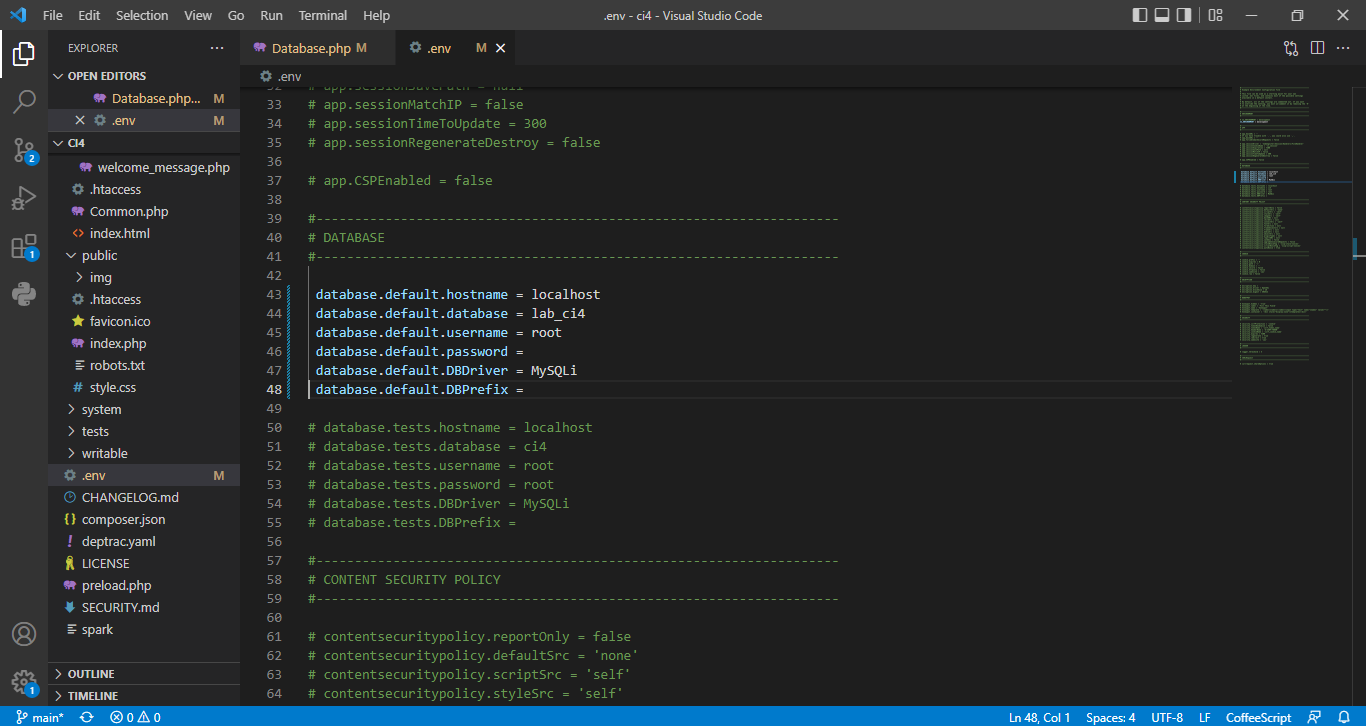 File Edit Selection View Go Run Terminal Help
.env - ci4 - Visual Studio Code
EXPLORER
OPEN EDITORS
Database.php... M
.env M
CI4
welcome_message.php
.htaccess
Common.php
index.html
public
img
.htaccess
favicon.ico
index.php
robots.txt
style.css
system
tests
writable
.env M
CHANGELOG.md
composer.json
deptrac.yaml
LICENSE
preload.php
SECURITY.md
spark
OUTLINE
TIMELINE
2
1
1
Database.php M
.env M
.env
32 # app.sessionSavePath = null
33 # app.sessionMatchIP = false
34 # app.sessionTimeToUpdate = 300
35 # app.sessionRegenerateDestroy = false
36
37 # app.CSPEnabled = false
38
39 #--------------------------------------------------------------------
40 # DATABASE
41 #--------------------------------------------------------------------
42
43 database.default.hostname = localhost
44 database.default.database = lab_ci4
45 database.default.username = root
46 database.default.password =
47 database.default.DBDriver = MySQLi
48 database.default.DBPrefix =
49
50 # database.tests.hostname = localhost
51 # database.tests.database = ci4
52 # database.tests.username = root
53 # database.tests.password = root
54 # database.tests.DBDriver = MySQLi
55 # database.tests.DBPrefix =
56
57 #--------------------------------------------------------------------
58 # CONTENT SECURITY POLICY
59 #--------------------------------------------------------------------
60
61 # contentsecuritypolicy.reportOnly = false
62 # contentsecuritypolicy.defaultSrc = 'none'
63 # contentsecuritypolicy.scriptSrc = 'self'
64 # contentsecuritypolicy.styleSrc = 'self'
main* 0 0
Ln 48, Col 1 Spaces: 4 UTF-8 LF CoffeeScript